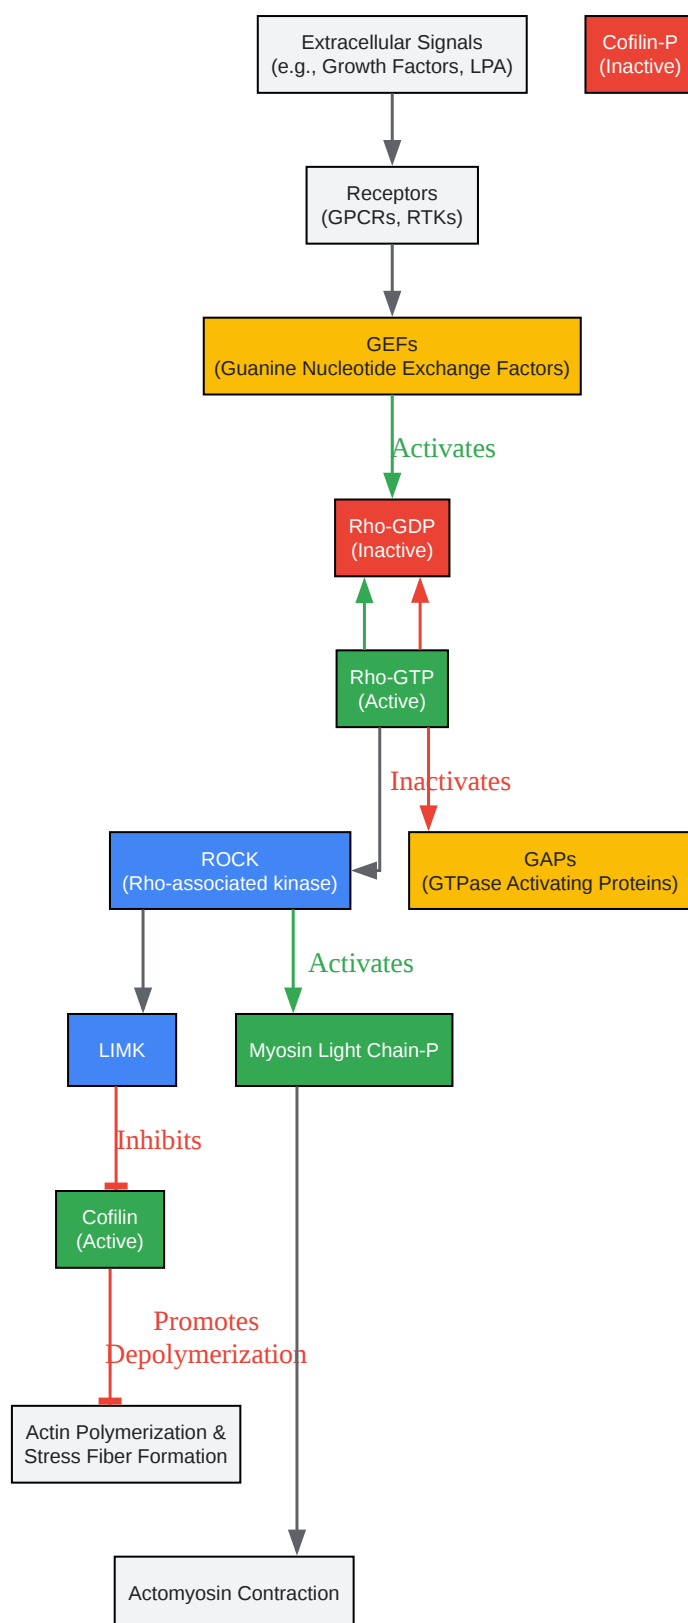 Extracellular Signals
(e.g., Growth Factors, LPA)
Cofilin-P
(Inactive)
Receptors
(GPCRs, RTKs)
GEFs
(Guanine Nucleotide Exchange Factors)
Activates
Rho-GDP
(Inactive)
Rho-GTP
(Active)
Inactivates
ROCK
(Rho-associated kinase)
GAPs
(GTPase Activating Proteins)
Activates
LIMK
Myosin Light Chain-P
Inhibits
Cofilin
(Active)
Promotes
Depolymerization
Actin Polymerization &
Stress Fiber Formation
Actomyosin Contraction